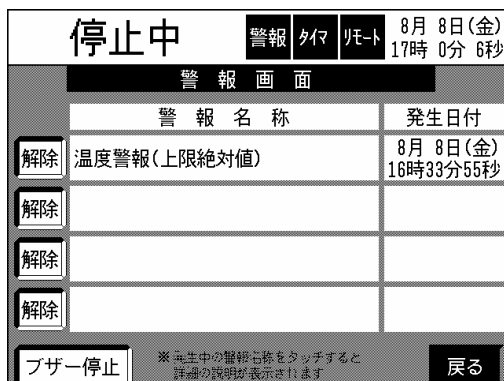 停止中
警報 タイマ リモート
8月 8日(金)
17時 0分 6秒
警報画面
警報名称 発生日付
解除 温度警報(上限絶対値) 8月 8日(金)
16時33分55秒
解除
解除
解除
ブザー停止
※発生中の警報名称をタッチすると
詳細の説明が表示されます
戻る